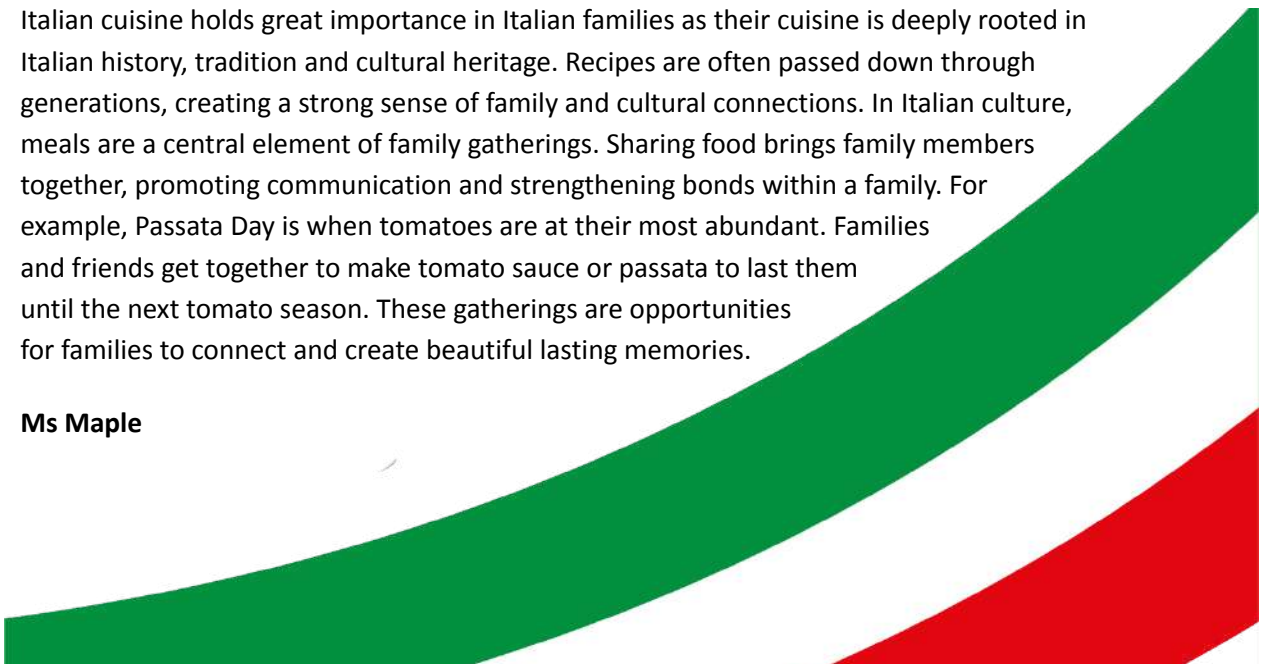 Italian cuisine holds great importance in Italian families as their cuisine is deeply rooted in
Italian history, tradition and cultural heritage. Recipes are often passed down through
generations, creating a strong sense of family and cultural connections. In Italian culture,
meals are a central element of family gatherings. Sharing food brings family members
together, promoting communication and strengthening bonds within a family. For
example, Passata Day is when tomatoes are at their most abundant. Families
and friends get together to make tomato sauce or passata to last them
until the next tomato season. These gatherings are opportunities
for families to connect and create beautiful lasting memories.
Ms Maple